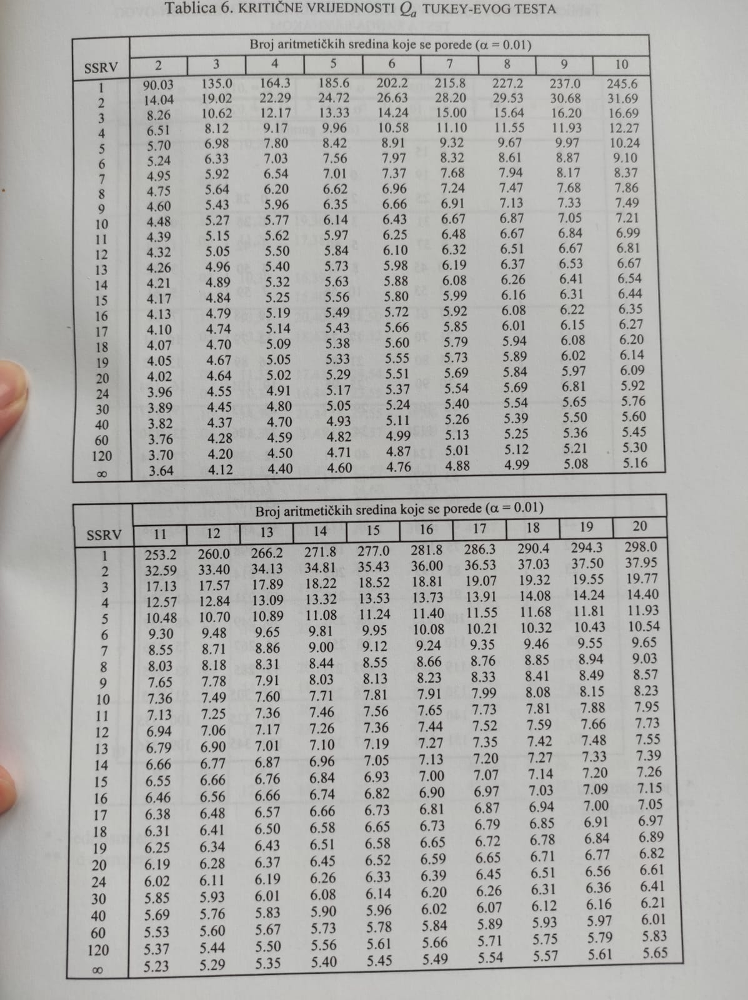 Tablica 6. KRITIČNE VRIJEDNOSTI Qa TUKEY-EVOG TESTA
SSRV Broj aritmetičkih sredina koje se porede (α = 0.01)
2 3 4 5 6 7 8 9 10
1 90.03 135.0 164.3 185.6 202.2 215.8 227.2 237.0 245.6
2 14.04 19.02 22.29 24.72 26.63 28.20 29.53 30.68 31.69
3 8.26 10.62 12.17 13.33 14.24 15.00 15.64 16.20 16.69
4 6.51 8.12 9.17 9.96 10.58 11.10 11.55 11.93 12.27
5 5.70 6.98 7.80 8.42 8.91 9.32 9.67 9.97 10.24
6 5.24 6.33 7.03 7.56 7.97 8.32 8.61 8.87 9.10
7 4.95 5.92 6.54 7.01 7.37 7.68 7.94 8.17 8.37
8 4.75 5.64 6.20 6.62 6.96 7.24 7.47 7.68 7.86
9 4.60 5.43 5.96 6.35 6.66 6.91 7.13 7.33 7.49
10 4.48 5.27 5.77 6.14 6.43 6.67 6.87 7.05 7.21
11 4.39 5.15 5.62 5.97 6.25 6.48 6.67 6.84 6.99
12 4.32 5.05 5.50 5.84 6.10 6.32 6.51 6.67 6.81
13 4.26 4.96 5.40 5.73 5.98 6.19 6.37 6.53 6.67
14 4.21 4.89 5.32 5.63 5.88 6.08 6.26 6.41 6.54
15 4.17 4.84 5.25 5.56 5.80 5.99 6.16 6.31 6.44
16 4.13 4.79 5.19 5.49 5.72 5.92 6.08 6.22 6.35
17 4.10 4.74 5.14 5.43 5.66 5.85 6.01 6.15 6.27
18 4.07 4.70 5.09 5.38 5.60 5.79 5.94 6.08 6.20
19 4.05 4.67 5.05 5.33 5.55 5.73 5.89 6.02 6.14
20 4.02 4.64 5.02 5.29 5.51 5.69 5.84 5.97 6.09
24 3.96 4.55 4.91 5.17 5.37 5.54 5.69 6.81 5.92
30 3.89 4.45 4.80 5.05 5.24 5.40 5.54 5.65 5.76
40 3.82 4.37 4.70 4.93 5.11 5.26 5.39 5.50 5.60
60 3.76 4.28 4.59 4.82 4.99 5.13 5.25 5.36 5.45
120 3.70 4.20 4.50 4.71 4.87 5.01 5.12 5.21 5.30
∞ 3.64 4.12 4.40 4.60 4.76 4.88 4.99 5.08 5.16
SSRV Broj aritmetičkih sredina koje se porede (α = 0.01)
11 12 13 14 15 16 17 18 19 20
1 253.2 260.0 266.2 271.8 277.0 281.8 286.3 290.4 294.3 298.0
2 32.59 33.40 34.13 34.81 35.43 36.00 36.53 37.03 37.50 37.95
3 17.13 17.57 17.89 18.22 18.52 18.81 19.07 19.32 19.55 19.77
4 12.57 12.84 13.09 13.32 13.53 13.73 13.91 14.08 14.24 14.40
5 10.48 10.70 10.89 11.08 11.24 11.40 11.55 11.68 11.81 11.93
6 9.30 9.48 9.65 9.81 9.95 10.08 10.21 10.32 10.43 10.54
7 8.55 8.71 8.86 9.00 9.12 9.24 9.35 9.46 9.55 9.65
8 8.03 8.18 8.31 8.44 8.55 8.66 8.76 8.85 8.94 9.03
9 7.65 7.78 7.91 8.03 8.13 8.23 8.33 8.41 8.49 8.57
10 7.36 7.49 7.60 7.71 7.81 7.91 7.99 8.08 8.15 8.23
11 7.13 7.25 7.36 7.46 7.56 7.65 7.73 7.81 7.88 7.95
12 6.94 7.06 7.17 7.26 7.36 7.44 7.52 7.59 7.66 7.73
13 6.79 6.90 7.01 7.10 7.19 7.27 7.35 7.42 7.48 7.55
14 6.66 6.77 6.87 6.96 7.05 7.13 7.20 7.27 7.33 7.39
15 6.55 6.66 6.76 6.84 6.93 7.00 7.07 7.14 7.20 7.26
16 6.46 6.56 6.66 6.74 6.82 6.90 6.97 7.03 7.09 7.15
17 6.38 6.48 6.57 6.66 6.73 6.81 6.87 6.94 7.00 7.05
18 6.31 6.41 6.50 6.58 6.65 6.73 6.79 6.85 6.91 6.97
19 6.25 6.34 6.43 6.51 6.58 6.65 6.72 6.78 6.84 6.89
20 6.19 6.28 6.37 6.45 6.52 6.59 6.65 6.71 6.77 6.82
24 6.02 6.11 6.19 6.26 6.33 6.39 6.45 6.51 6.56 6.61
30 5.85 5.93 6.01 6.08 6.14 6.20 6.26 6.31 6.36 6.41
40 5.69 5.76 5.83 5.90 5.96 6.02 6.07 6.12 6.16 6.21
60 5.53 5.60 5.67 5.73 5.78 5.84 5.89 5.93 5.97 6.01
120 5.37 5.44 5.50 5.56 5.61 5.66 5.71 5.75 5.79 5.83
∞ 5.23 5.29 5.35 5.40 5.45 5.49 5.54 5.57 5.61 5.65